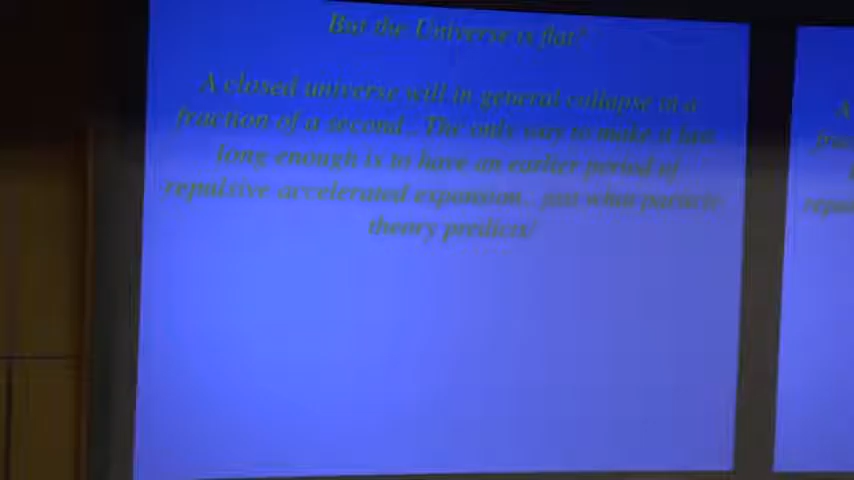 But the Universe is flat?
A closed universe will in general collapse in a
fraction of a second.. The only way to make it last
long enough is to have an earlier period of
repulsive accelerated expansion.. just what particle
theory predicts!
A
frac
repul